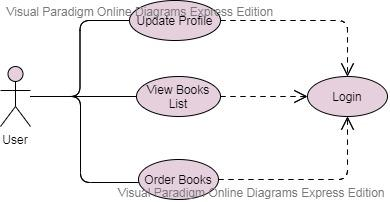 Visual Paradigm Online Diagrams Express Edition
Update Profile
View Books
List
Login
User
Order Books
Visual Paradigm Online Diagrams Express Edition